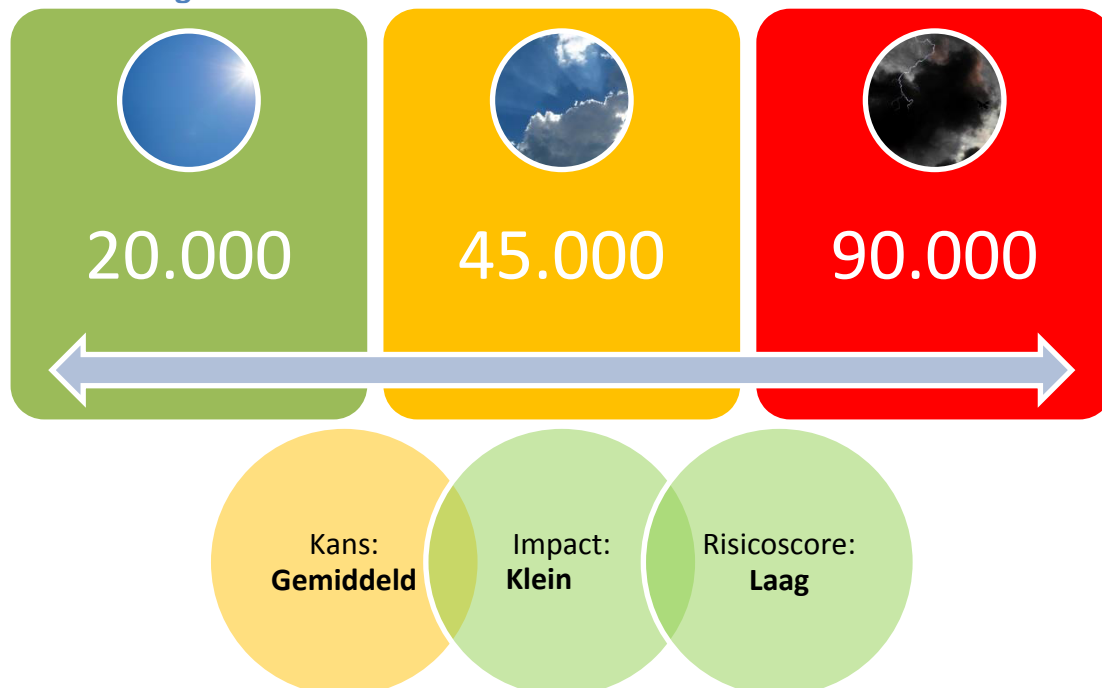 20.000
45.000
90.000
Kans:
Gemiddeld
Impact:
Klein
Risicoscore:
Laag